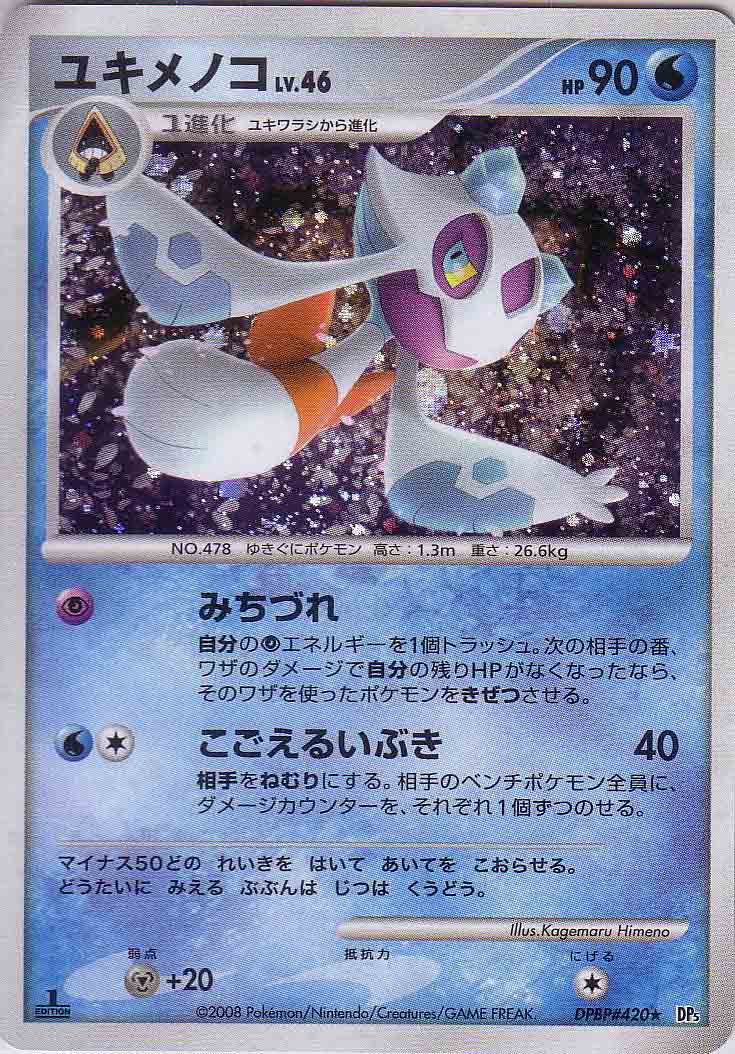 ユキメノコ LV.46 HP 90
1進化 ユキワラシから進化
NO.478 ゆきぐにポケモン 高さ：1.3m 重さ：26.6kg
みちづれ
自分のエネルギーを1個トラッシュ。次の相手の番、
ワザのダメージで自分の残りHPがなくなったなら、
そのワザを使ったポケモンをきぜつさせる。
こごえるいぶき 40
相手をねむりにする。相手のベンチポケモン全員に、
ダメージカウンターを、それぞれ1個ずつのせる。
マイナス50どの れいきを はいて あいてを こおらせる。
どうたいに みえる ぶぶんは じつは くうどう。
Illus.Kagemaru Himeno
弱点 抵抗力 にげる
+20
1 EDITION ©2008 Pokémon/Nintendo/Creatures/GAME FREAK. DPBP#420★ DP5